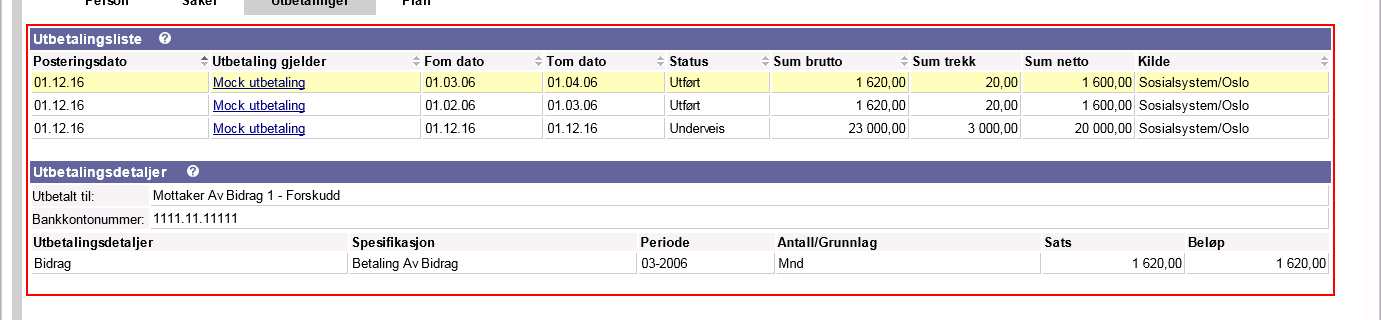 Person Saker Utbetalinger Plan
Utbetalingsliste ?
Posteringsdato Utbetaling gjelder Fom dato Tom dato Status Sum brutto Sum trekk Sum netto Kilde
01.12.16 Mock utbetaling 01.03.06 01.04.06 Utført 1 620,00 20,00 1 600,00 Sosialsystem/Oslo
01.12.16 Mock utbetaling 01.02.06 01.03.06 Utført 1 620,00 20,00 1 600,00 Sosialsystem/Oslo
01.12.16 Mock utbetaling 01.12.16 01.12.16 Underveis 23 000,00 3 000,00 20 000,00 Sosialsystem/Oslo
Utbetalingsdetaljer ?
Utbetalt til: Mottaker Av Bidrag 1 - Forskudd
Bankkontonummer: 1111.11.11111
Utbetalingsdetaljer Spesifikasjon Periode Antall/Grunnlag Sats Beløp
Bidrag Betaling Av Bidrag 03-2006 Mnd 1 620,00 1 620,00